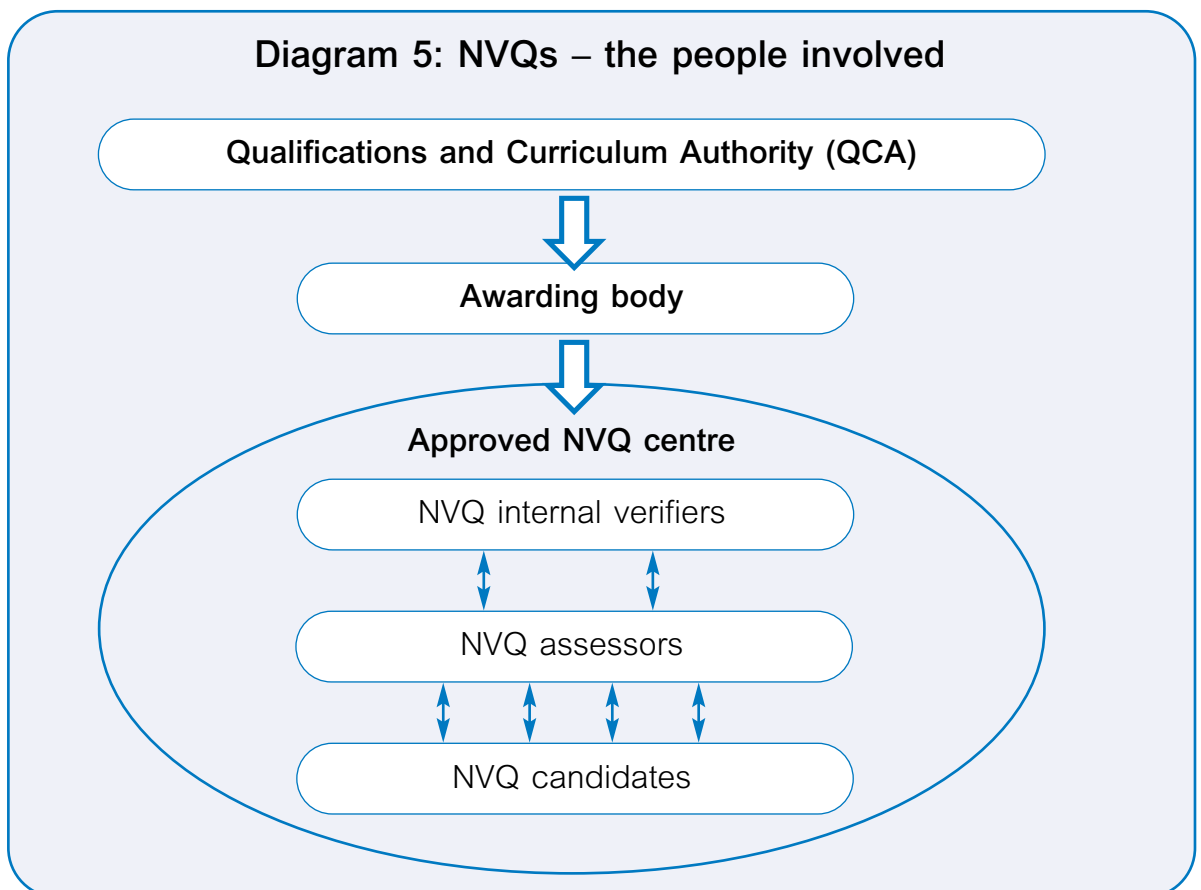 Diagram 5: NVQs – the people involved
Qualifications and Curriculum Authority (QCA)
Awarding body
Approved NVQ centre
NVQ internal verifiers
NVQ assessors
NVQ candidates